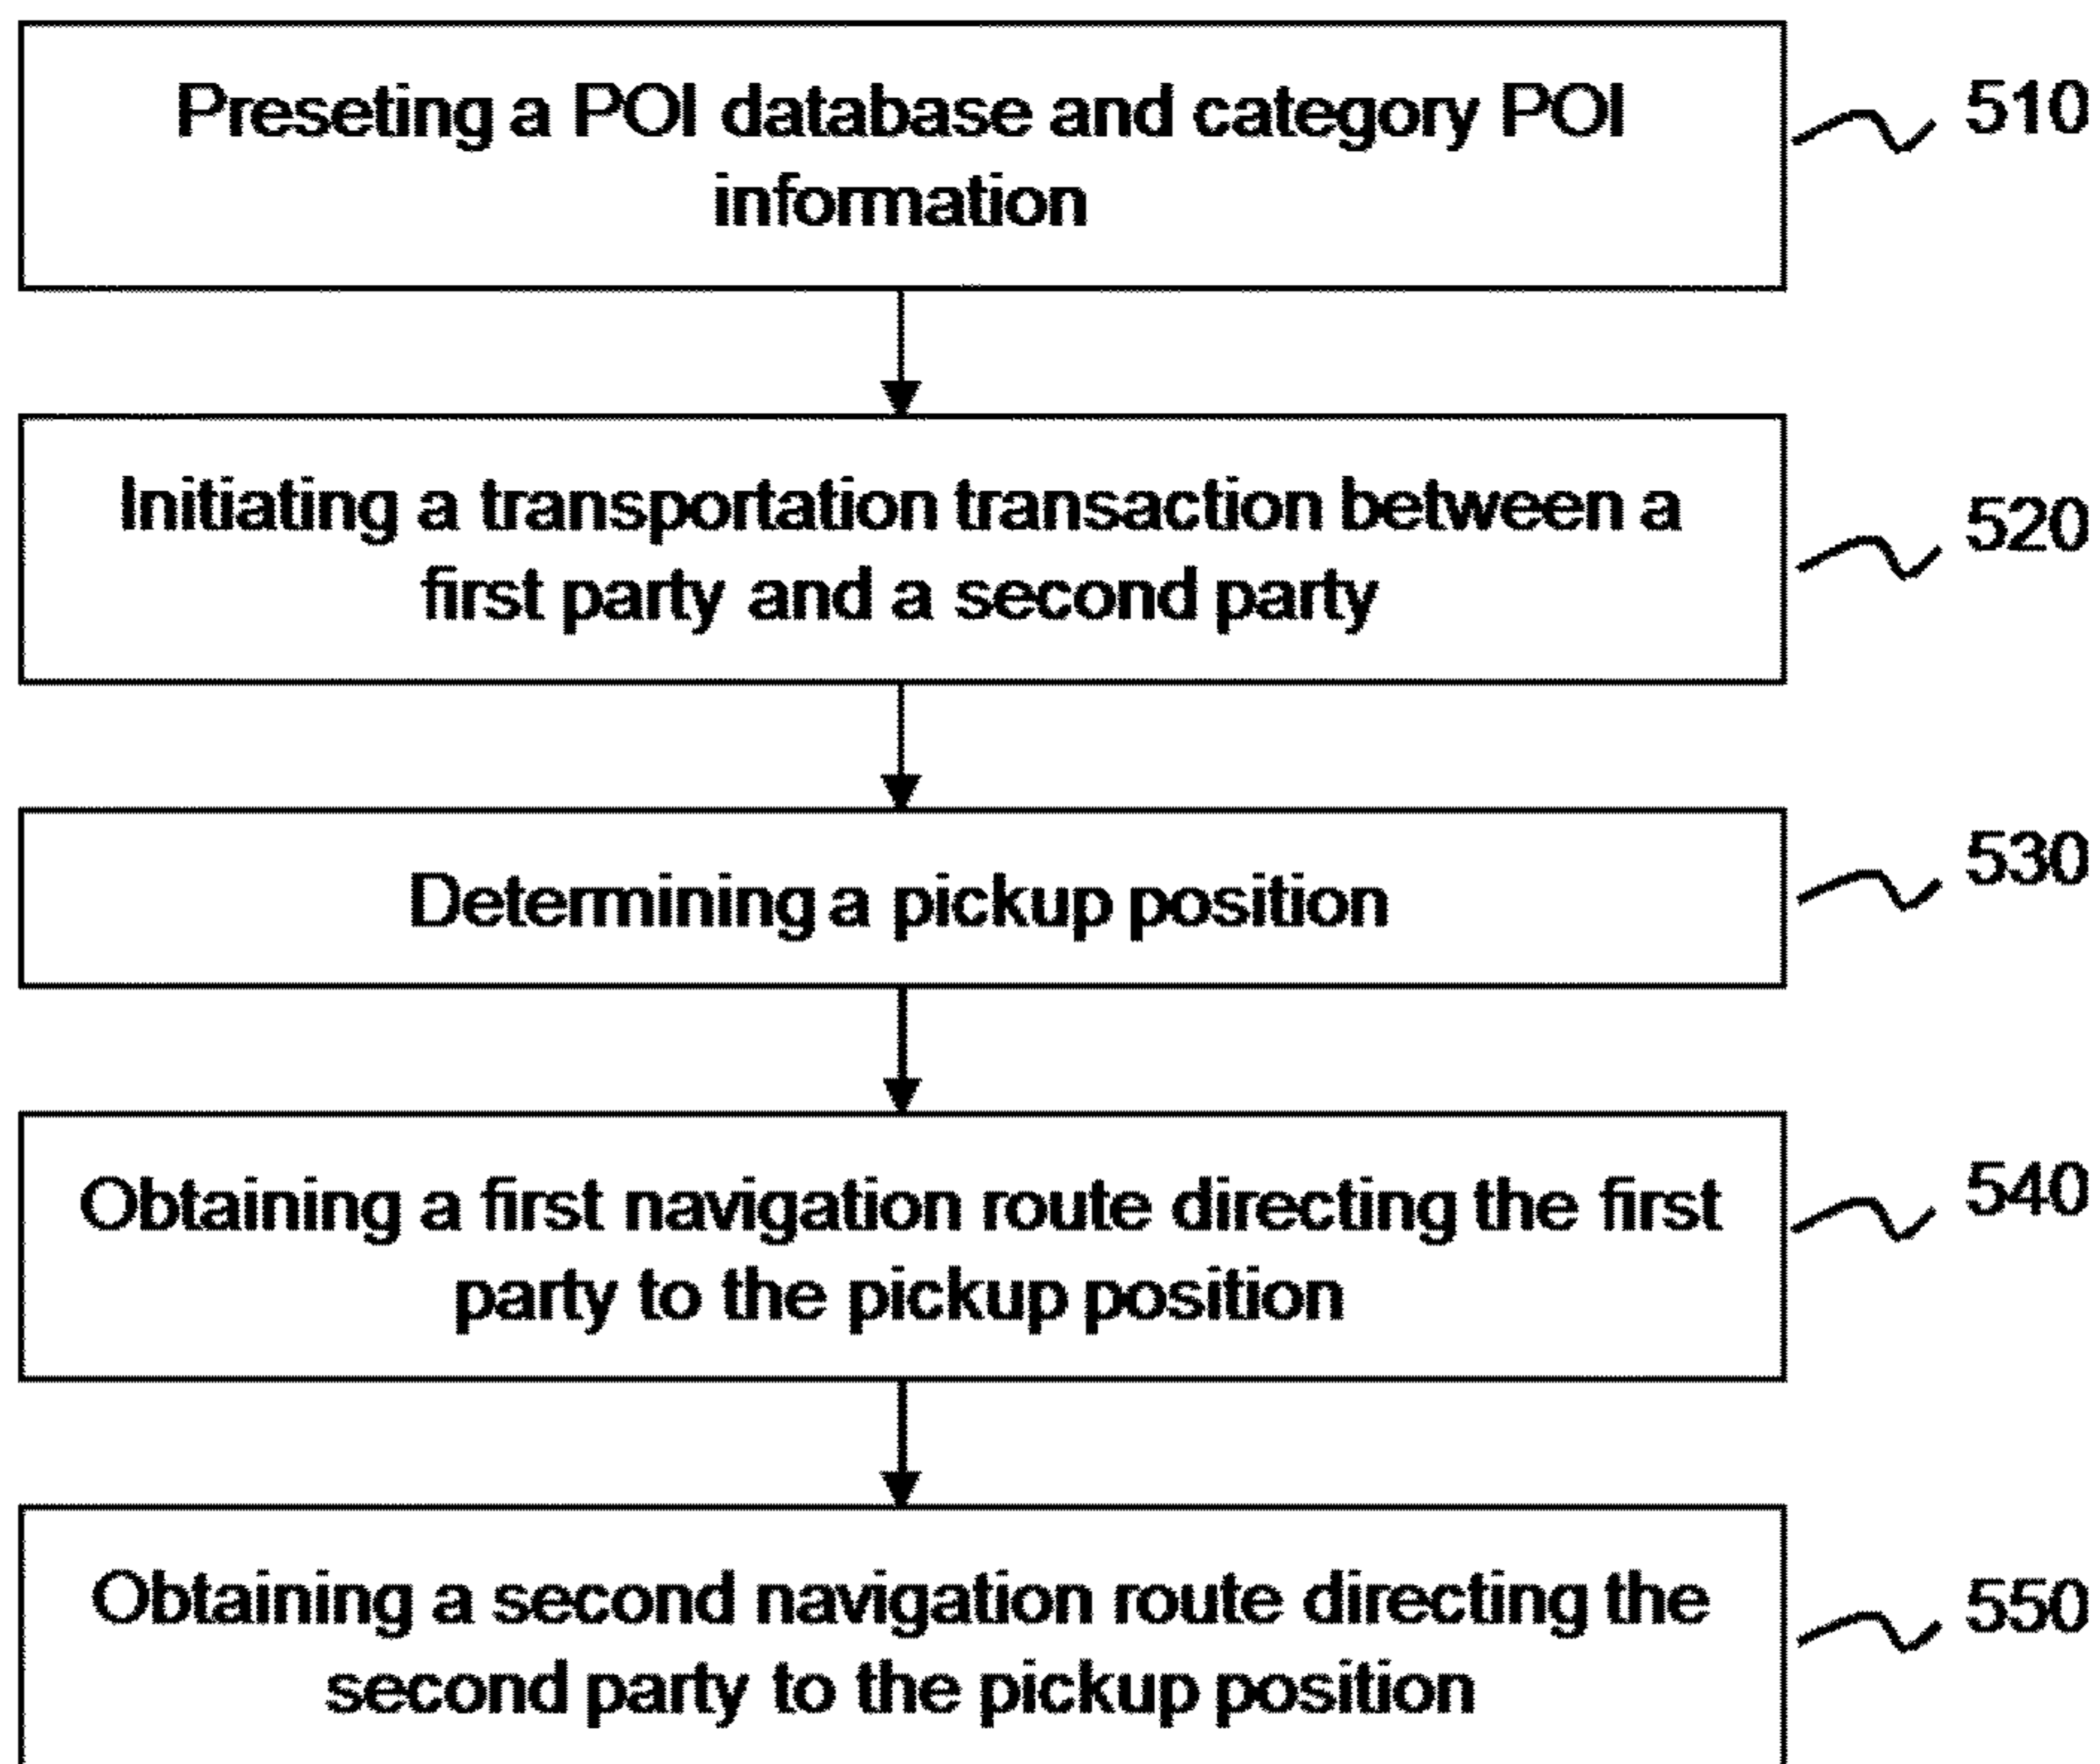 Preseting a POI database and category POI
information
510
Initiating a transportation transaction between a
first party and a second party
520
Determining a pickup position
530
Obtaining a first navigation route directing the first
party to the pickup position
540
Obtaining a second navigation route directing the
second party to the pickup position
550